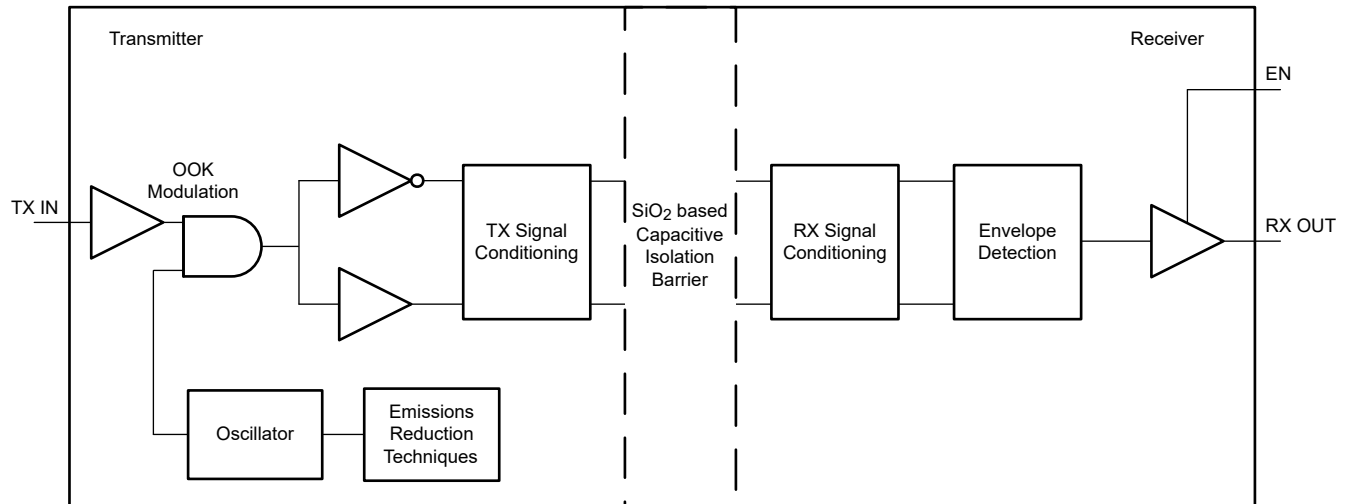 Transmitter
Receiver
EN
OOK
Modulation
TX IN
TX Signal
Conditioning
SiO2 based
Capacitive
Isolation
Barrier
RX Signal
Conditioning
Envelope
Detection
RX OUT
Oscillator
Emissions
Reduction
Techniques